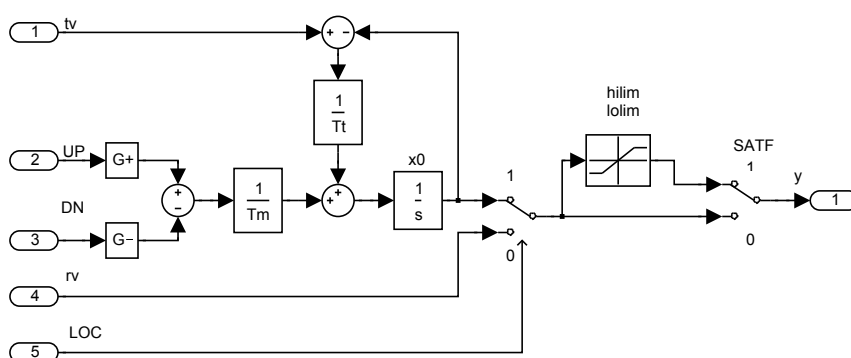 1 tv + −
hilim
lolim
1
Tt
SATF
2 UP G+ x0 1 1
+
−
1
Tm
+ +
1
s
y 1
DN
3 G− 0 0
rv
4
LOC
5